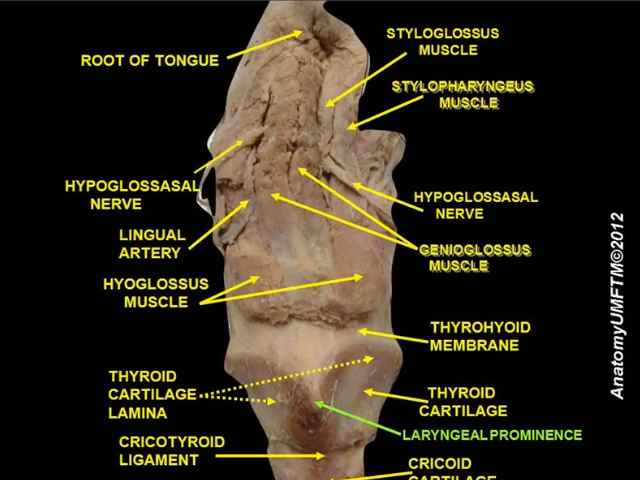 ROOT OF TONGUE
STYLOGLOSSUS
MUSCLE
STYLOPHARYNGEUS
MUSCLE
HYPOGLOSSASAL
NERVE
HYPOGLOSSASAL
NERVE
LINGUAL
ARTERY
GENIOGLOSSUS
MUSCLE
HYOGLOSSUS
MUSCLE
THYROHYOID
MEMBRANE
THYROID
CARTILAGE
LAMINA
THYROID
CARTILAGE
LARYNGEAL PROMINENCE
CRICOTYROID
LIGAMENT
CRICOID
CARTILAGE
AnatomyUMFTM©2012